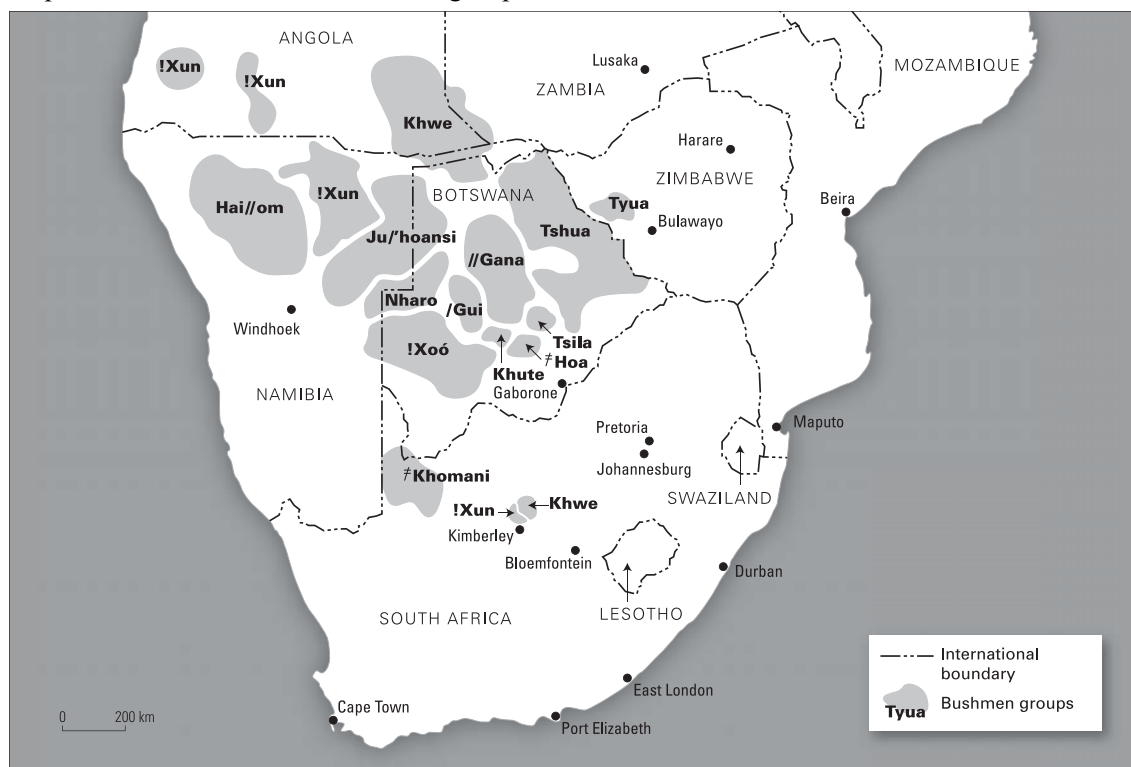 ANGOLA
!Xun
!Xun
Lusaka
ZAMBIA
MOZAMBIQUE
Khwe
Harare
ZIMBABWE
BOTSWANA
Hai//om
!Xun
Ju/'hoansi
Tshua
Tyua
Bulawayo
Beira
//Gana
Nharo
/Gui
Windhoek
!Xoó
Tsila
ǂHoa
Khute
Gaborone
NAMIBIA
Pretoria
Johannesburg
Maputo
SWAZILAND
ǂKhomani
!Xun
Khwe
Kimberley
Bloemfontein
Durban
LESOTHO
SOUTH AFRICA
East London
Cape Town
Port Elizabeth
0 200 km
International
boundary
Tyua
Bushmen groups